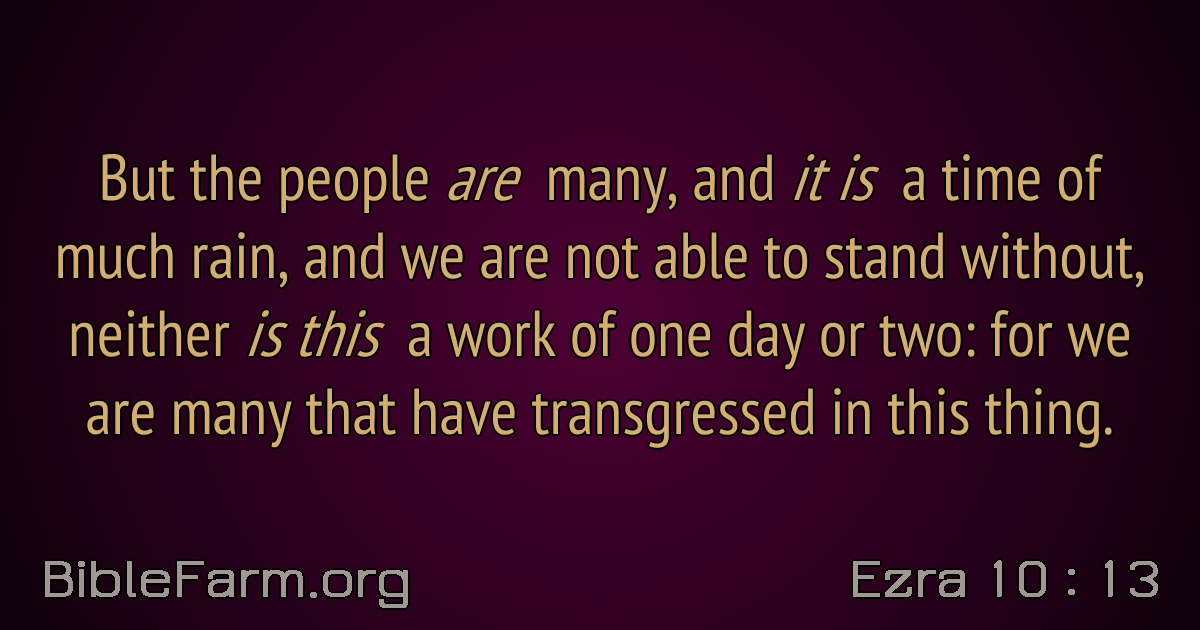 But the people are many, and it is a time of
much rain, and we are not able to stand without,
neither is this a work of one day or two: for we
are many that have transgressed in this thing.
BibleFarm.org
Ezra 10 : 13